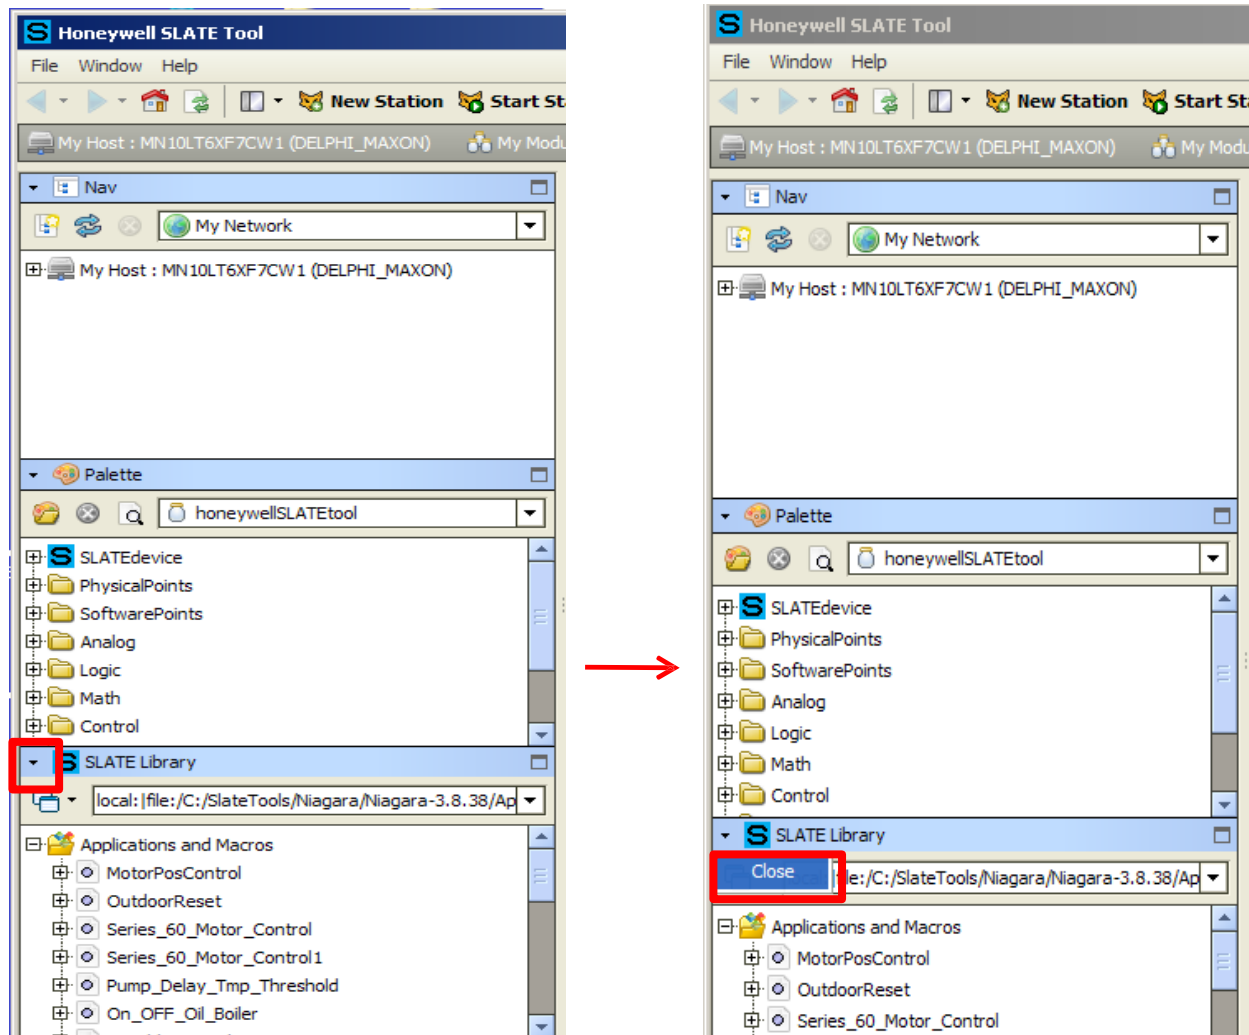 Honeywell SLATE Tool
File Window Help
New Station Start St
My Host : MN10LT6XF7CW1 (DELPHI_MAXON) My Modu
Nav
My Network
My Host : MN10LT6XF7CW1 (DELPHI_MAXON)
Palette
honeywellSLATEtool
SLATEdevice
PhysicalPoints
SoftwarePoints
Analog
Logic
Math
Control
SLATE Library
local:|file:/C:/SlateTools/Niagara/Niagara-3.8.38/Ap
Applications and Macros
MotorPosControl
OutdoorReset
Series_60_Motor_Control
Series_60_Motor_Control1
Pump_Delay_Tmp_Threshold
On_OFF_Oil_Boiler
Honeywell SLATE Tool
File Window Help
New Station Start Sta
My Host : MN10LT6XF7CW1 (DELPHI_MAXON) My Modu
Nav
My Network
My Host : MN10LT6XF7CW1 (DELPHI_MAXON)
Palette
honeywellSLATEtool
SLATEdevice
PhysicalPoints
SoftwarePoints
Analog
Logic
Math
Control
SLATE Library
Close le:/C:/SlateTools/Niagara/Niagara-3.8.38/Ap
Applications and Macros
MotorPosControl
OutdoorReset
Series_60_Motor_Control